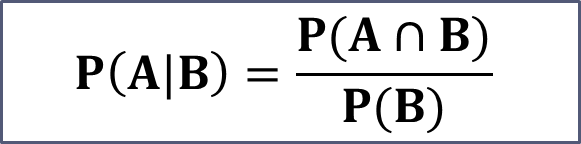 P(A|B) = P(A ∩ B) / P(B)